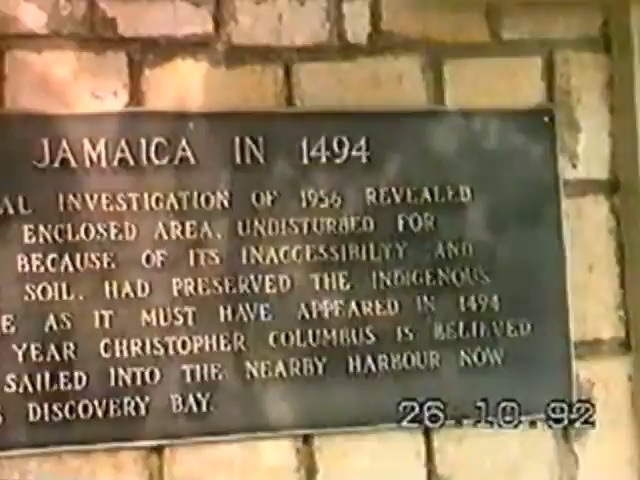 JAMAICA IN 1494
AL INVESTIGATION OF 1956 REVEALED
ENCLOSED AREA, UNDISTURBED FOR
BECAUSE OF ITS INACCESSIBILTY AND
SOIL. HAD PRESERVED THE INDIGENOUS
E AS IT MUST HAVE APPEARED IN 1494
YEAR CHRISTOPHER COLUMBUS IS BELIEVED
SAILED INTO THE NEARBY HARBOUR NOW
S DISCOVERY BAY.
26.10.92